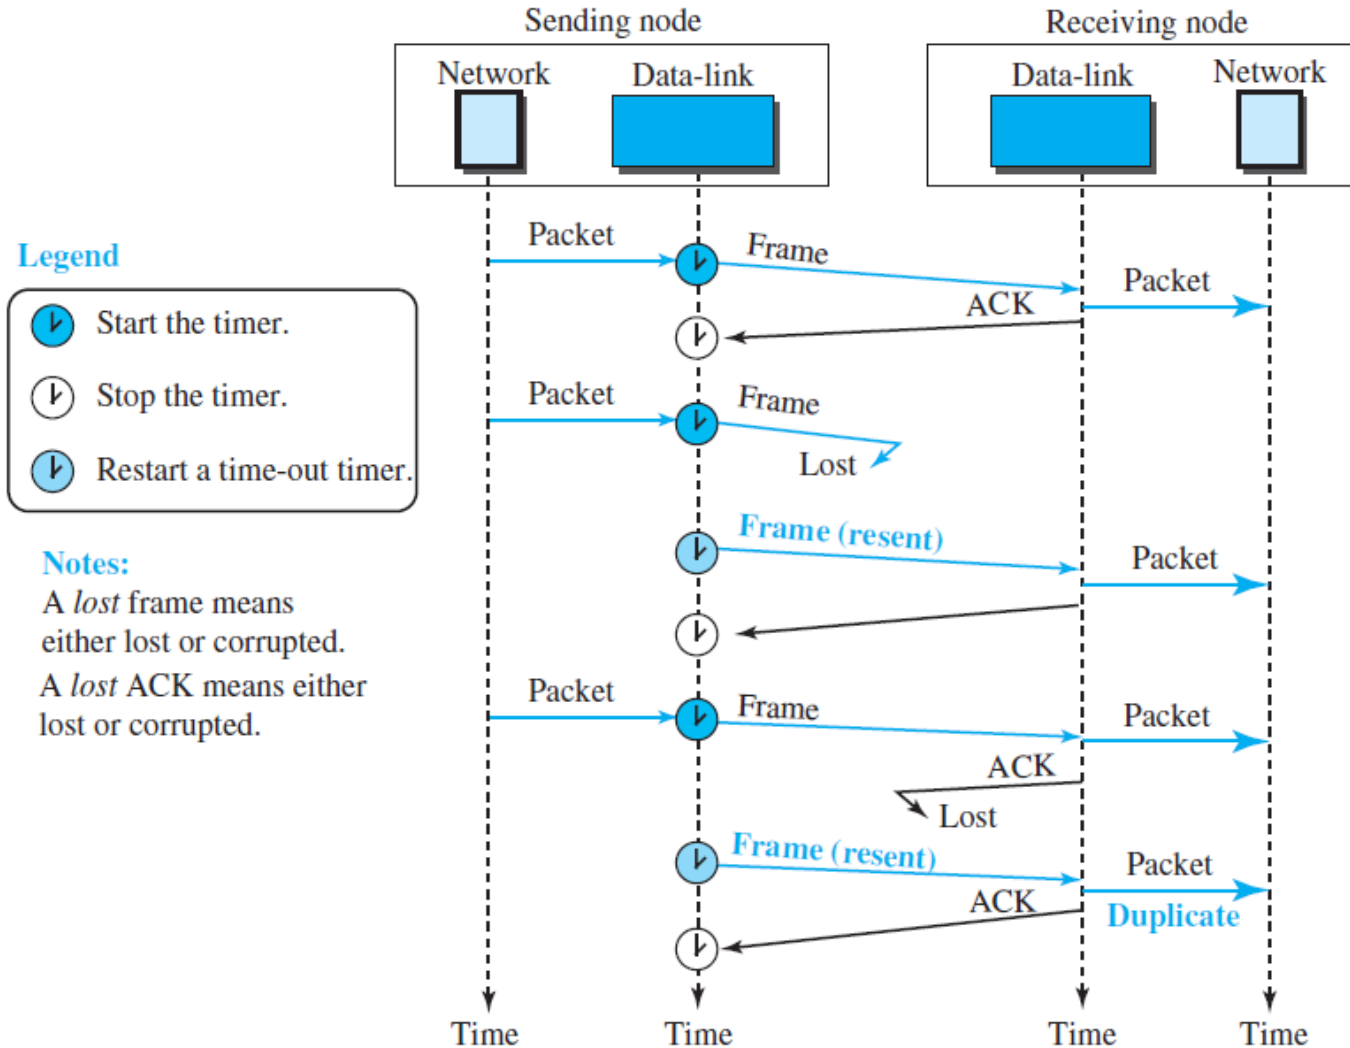 Sending node
Receiving node
Network
Data-link
Data-link
Network
Packet
Frame
Packet
ACK
Legend
Start the timer.
Stop the timer.
Restart a time-out timer.
Packet
Frame
Lost
Frame (resent)
Packet
Notes:
A lost frame means
either lost or corrupted.
A lost ACK means either
lost or corrupted.
Packet
Frame
Packet
ACK
Lost
Frame (resent)
Packet
ACK
Duplicate
Time
Time
Time
Time